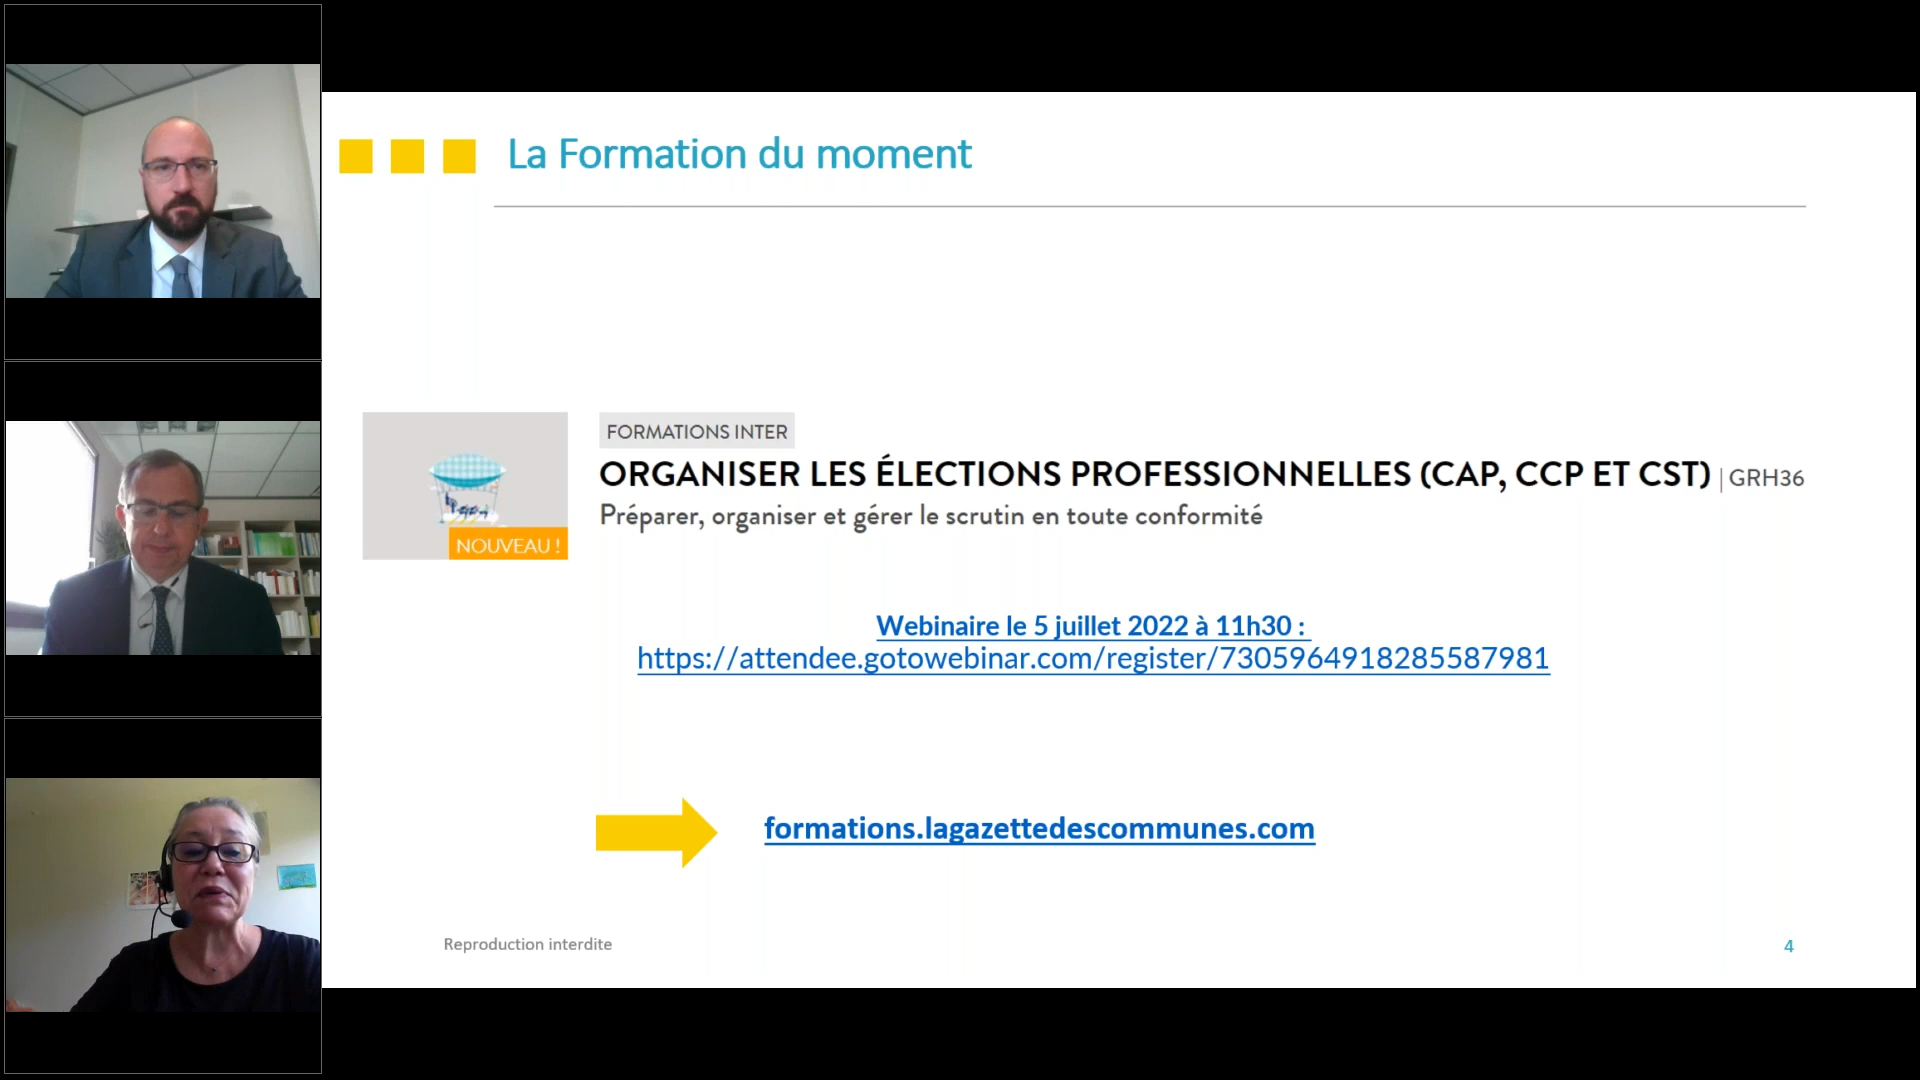 La Formation du moment
FORMATIONS INTER
ORGANISER LES ÉLECTIONS PROFESSIONNELLES (CAP, CCP ET CST) | GRH36
Préparer, organiser et gérer le scrutin en toute conformité
NOUVEAU !
Webinaire le 5 juillet 2022 à 11h30 :
https://attendee.gotowebinar.com/register/7305964918285587981
formations.lagazettedescommunes.com
Reproduction interdite
4